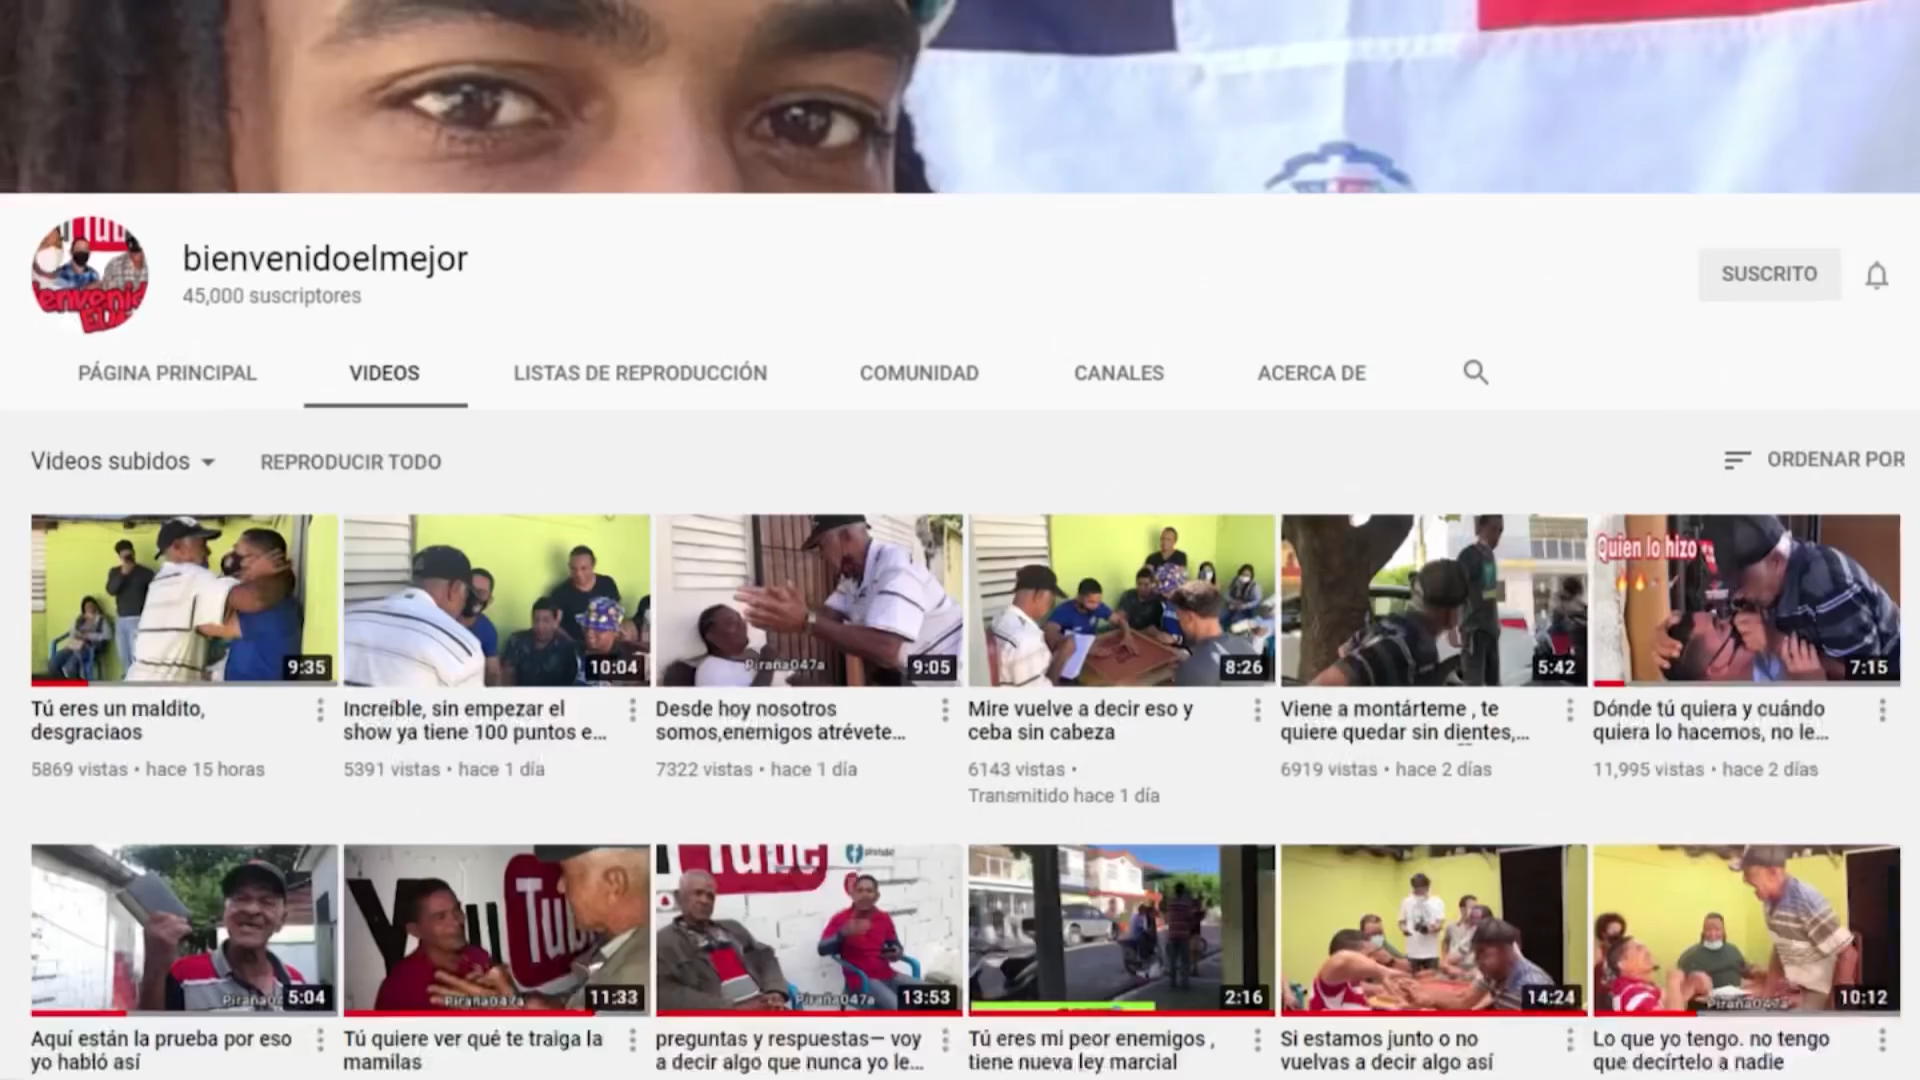 bienvenidoelmejor
45,000 suscriptores
SUSCRITO
PÁGINA PRINCIPAL
VIDEOS
LISTAS DE REPRODUCCIÓN
COMUNIDAD
CANALES
ACERCA DE
Videos subidos
REPRODUCIR TODO
ORDENAR POR
9:35
10:04
Piraña047a
9:05
8:26
5:42
Quien lo hizo
7:15
Tú eres un maldito,
desgraciaos
5869 vistas • hace 15 horas
Increíble, sin empezar el
show ya tiene 100 puntos e...
5391 vistas • hace 1 día
Desde hoy nosotros
somos,enemigos atrévete...
7322 vistas • hace 1 día
Mire vuelve a decir eso y
ceba sin cabeza
6143 vistas •
Transmitido hace 1 día
Viene a montárteme , te
quiere quedar sin dientes,...
6919 vistas • hace 2 días
Dónde tú quiera y cuándo
quiera lo hacemos, no le...
11,995 vistas • hace 2 días
5:04
You Tube
Piraña047a
11:33
Tube
Piraña047a
13:53
2:16
14:24
Piraña047a
10:12
Aquí están la prueba por eso
yo habló así
Tú quiere ver qué te traiga la
mamilas
preguntas y respuestas— voy
a decir algo que nunca yo le...
Tú eres mi peor enemigos ,
tiene nueva ley marcial
Si estamos junto o no
vuelvas a decir algo así
Lo que yo tengo. no tengo
que decírtelo a nadie